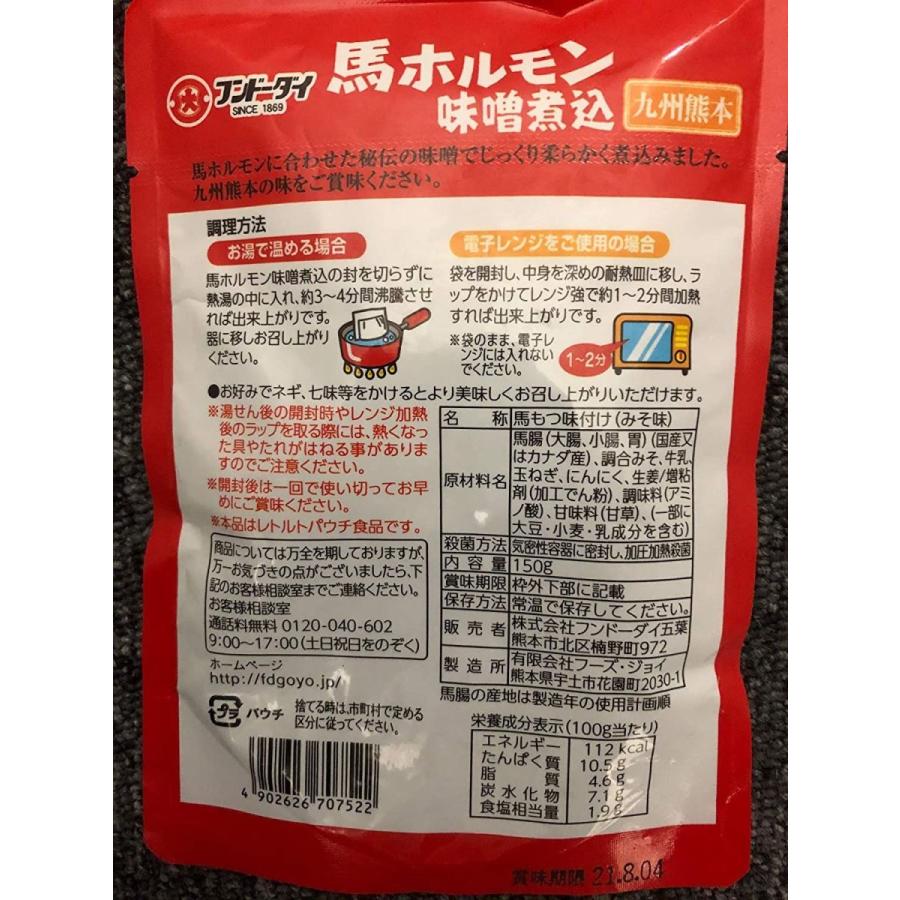 フンドーダイ
SINCE 1869
馬ホルモン
味噌煮込
九州熊本
馬ホルモンに合わせた秘伝の味噌でじっくり柔らかく煮込みました。
九州熊本の味をご賞味ください。
調理方法
お湯で温める場合
馬ホルモン味噌煮込の封を切らずに
熱湯の中に入れ、約3〜4分間沸騰させ
れば出来上がりです。
器に移しお召し上がり
ください。
電子レンジをご使用の場合
袋を開封し、中身を深めの耐熱皿に移し、ラ
ップをかけてレンジ強で約1〜2分間加熱
すれば出来上がりです。
※袋のまま、電子レ
ンジには入れない
でください。
1〜2分
●お好みでネギ、七味等をかけるとより美味しくお召し上がりいただけます。
※湯せん後の開封時やレンジ加熱
後のラップを取る際には、熱くなっ
た具やたれがはねる事があります
のでご注意ください。
※開封後は一回で使い切ってお早
めにご賞味ください。
※本品はレトルトパウチ食品です。
商品については万全を期しておりますが、
万一お気づきの点がございましたら、下
記のお客様相談室までご連絡ください。
お客様相談室
通話料無料 0120-040-602
9:00〜17:00(土日祝日をのぞく)
ホームページ
http://fdgoyo.jp/
プラ
パウチ
捨てる時は、市町村で定める
区分に従ってください。
4 902626 707522
名称 馬もつ味付け(みそ味)
原材料名 馬腸(大腸、小腸、胃)(国産又
はカナダ産)、調合みそ、牛乳、
玉ねぎ、にんにく、生姜/増粘
剤(加工でん粉)、調味料(アミ
ノ酸)、甘味料(甘草)、(一部に
大豆・小麦・乳成分を含む)
殺菌方法 気密性容器に密封し、加圧加熱殺菌
内容量 150g
賞味期限 枠外下部に記載
保存方法 常温で保存してください。
販売者 株式会社フンドーダイ五葉
熊本市北区楠野町972
製造所 有限会社フーズ・ジョイ
熊本県宇土市花園町2030-1
馬腸の産地は製造年の使用計画順
栄養成分表示(100g当たり)
エネルギー 112kcal
たんぱく質 10.5g
脂質 4.6g
炭水化物 7.1g
食塩相当量 1.9g
賞味期限 21.8.04